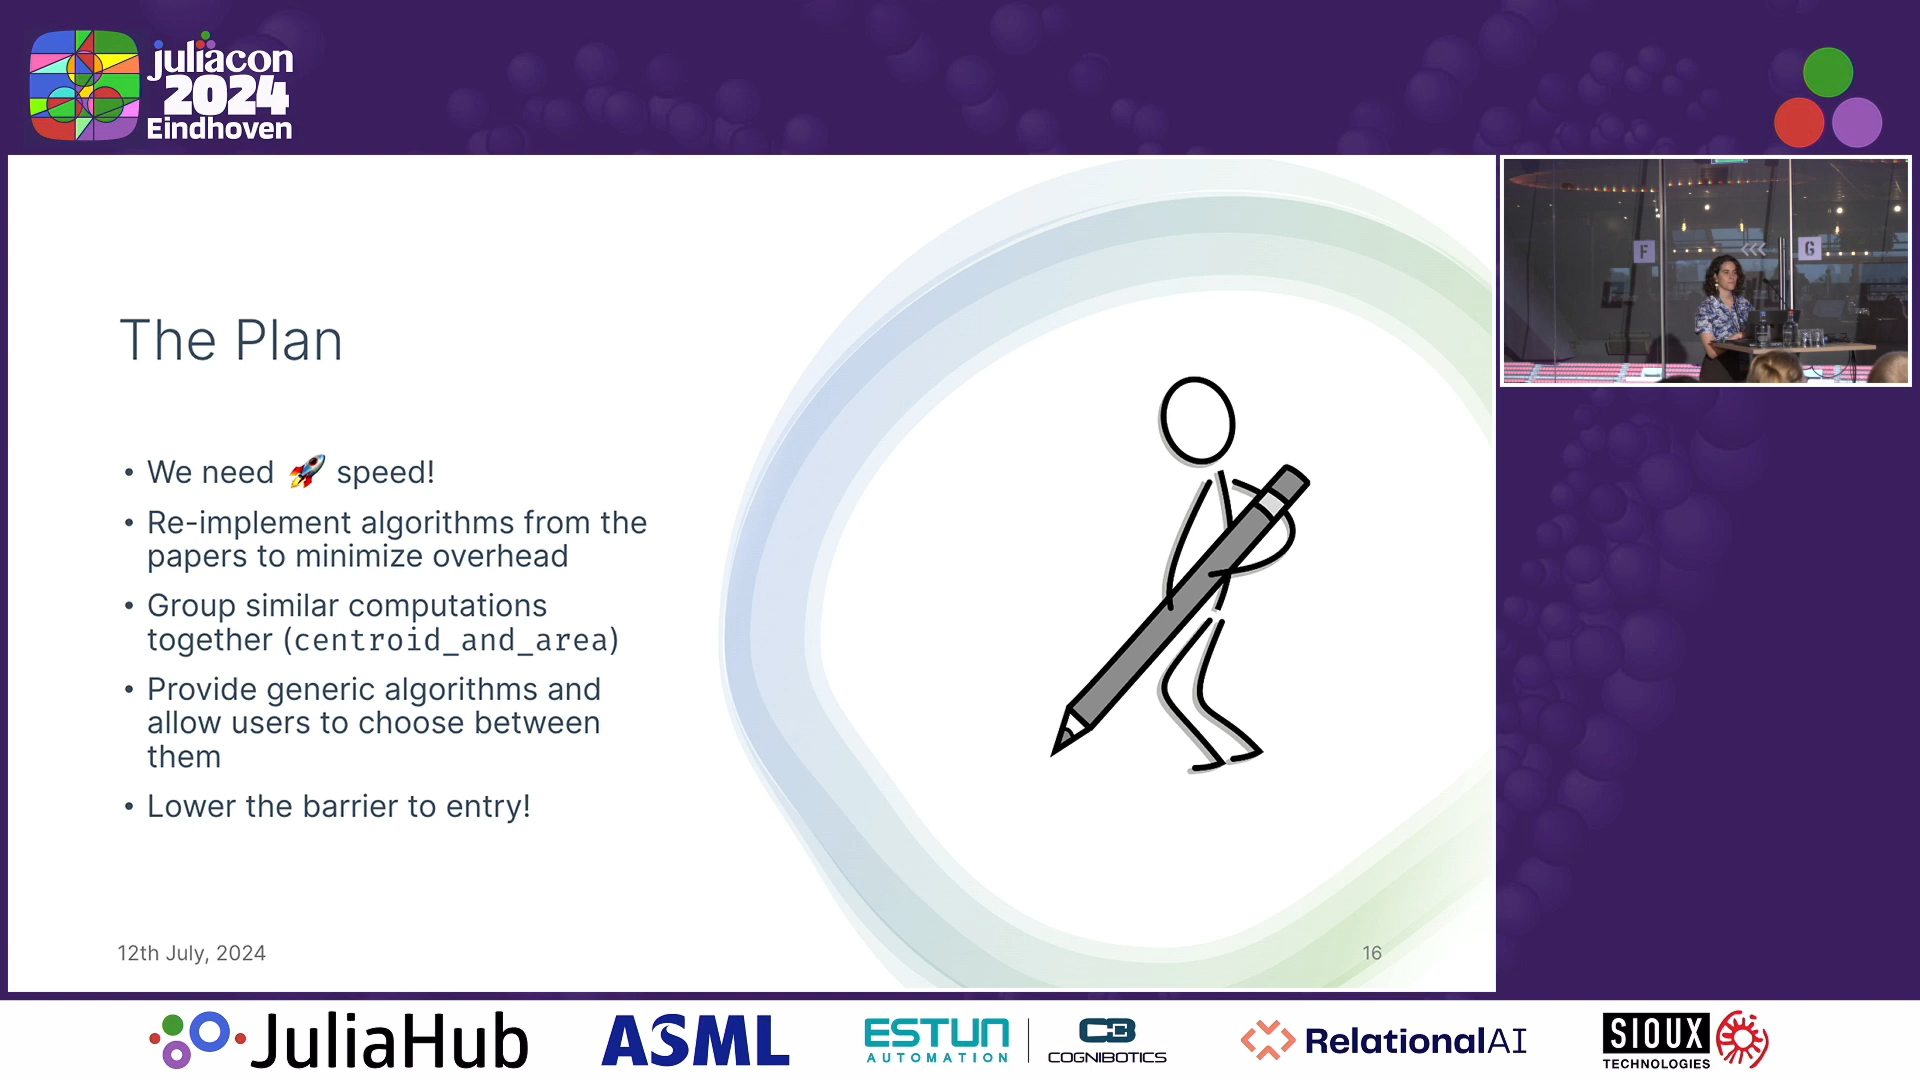 juliacon
2024
Eindhoven
F
G
The Plan
• We need 🚀 speed!
• Re-implement algorithms from the
papers to minimize overhead
• Group similar computations
together (centroid_and_area)
• Provide generic algorithms and
allow users to choose between
them
• Lower the barrier to entry!
12th July, 2024
16
JuliaHub
ASML
ESTUN
AUTOMATION
COGNIBOTICS
RelationalAI
SIOUX
TECHNOLOGIES